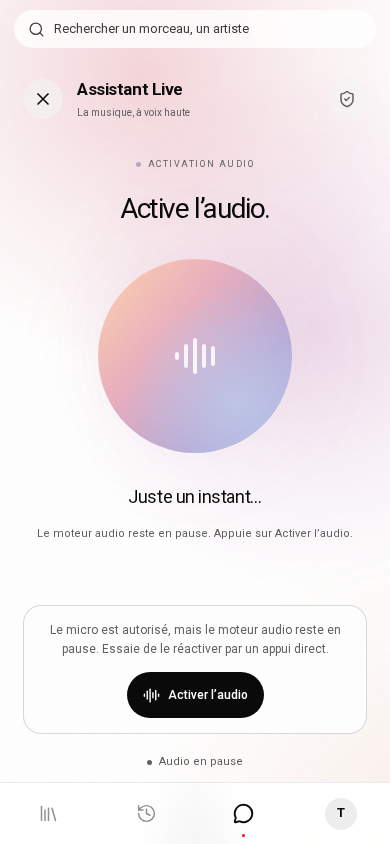 Rechercher un morceau, un artiste
Assistant Live
La musique, à voix haute
ACTIVATION AUDIO
Active l’audio.
Juste un instant…
Le moteur audio reste en pause. Appuie sur Activer l’audio.
Le micro est autorisé, mais le moteur audio reste en
pause. Essaie de le réactiver par un appui direct.
Activer l’audio
Audio en pause
T